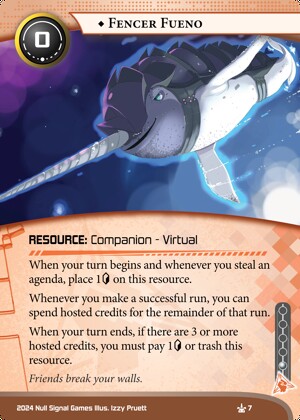 0
♦ Fencer Fueno
RESOURCE: Companion - Virtual
When your turn begins and whenever you steal an
agenda, place 1 on this resource.
Whenever you make a successful run, you can
spend hosted credits for the remainder of that run.
When your turn ends, if there are 3 or more
hosted credits, you must pay 1 or trash this
resource.
Friends break your walls.
2024 Null Signal Games Illus. Izzy Pruett
7